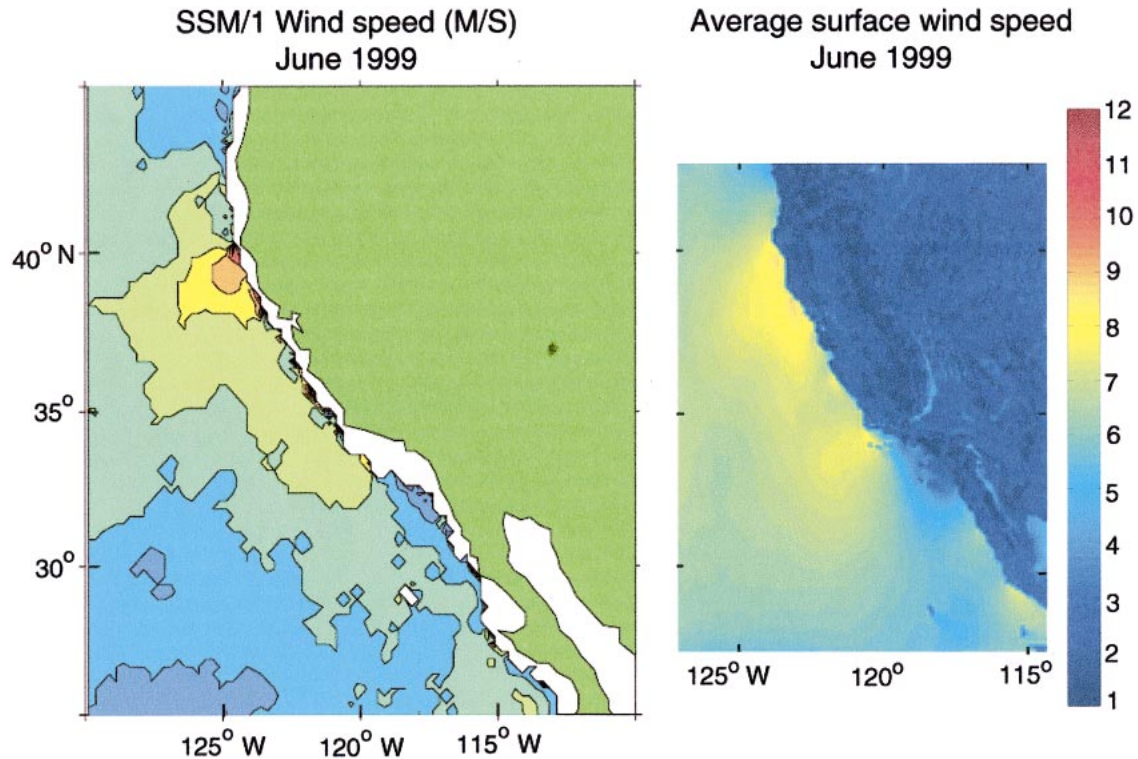 SSM/1 Wind speed (M/S)
June 1999
Average surface wind speed
June 1999
40° N
35°
30°
125° W
120° W
115° W
125° W
120°
115°
12
11
10
9
8
7
6
5
4
3
2
1